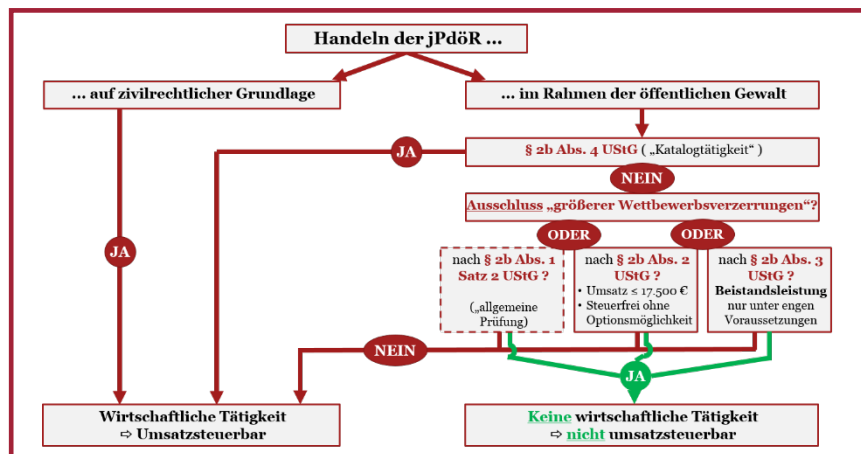 Handeln der jPdöR ...
... auf zivilrechtlicher Grundlage
... im Rahmen der öffentlichen Gewalt
JA
§ 2b Abs. 4 UStG ( „Katalogtätigkeit“ )
NEIN
Ausschluss „größerer Wettbewerbsverzerrungen“?
JA
ODER
ODER
nach § 2b Abs. 1
Satz 2 UStG ?
(„allgemeine
Prüfung)
nach § 2b Abs. 2
UStG ?
• Umsatz ≤ 17.500 €
• Steuerfrei ohne
Optionsmöglichkeit
nach § 2b Abs. 3
UStG ?
Beistandsleistung
nur unter engen
Voraussetzungen
NEIN
JA
Wirtschaftliche Tätigkeit
⇨ Umsatzsteuerbar
Keine wirtschaftliche Tätigkeit
⇨ nicht umsatzsteuerbar